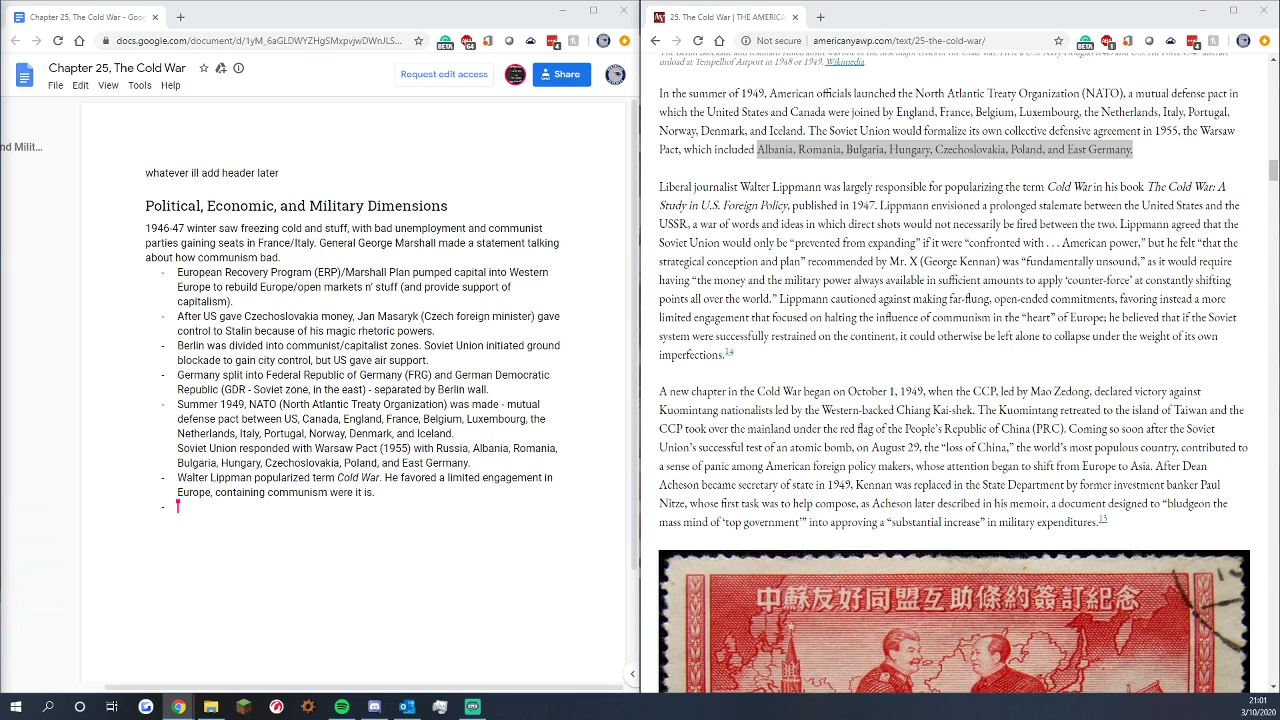 Chapter 25, The Cold War - Goo
25. The Cold War | THE AMERICA
docs.google.com/document/d/1yM_6aGLDWYZHgSMxpvjwDWnJLS...
Not secure | americanyawp.com/text/25-the-cold-war/
Chapter 25, The Cold War
File Edit View Tools Help
Request edit access
Share
nd Milit...
whatever ill add header later
Political, Economic, and Military Dimensions
1946-47 winter saw freezing cold and stuff, with bad unemployment and communist
parties gaining seats in France/Italy. General George Marshall made a statement talking
about how communism bad.
- European Recovery Program (ERP)/Marshall Plan pumped capital into Western
Europe to rebuild Europe/open markets n' stuff (and provide support of
capitalism).
- After US gave Czechoslovakia money, Jan Masaryk (Czech foreign minister) gave
control to Stalin because of his magic rhetoric powers.
- Berlin was divided into communist/capitalist zones. Soviet Union initiated ground
blockade to gain city control, but US gave air support.
- Germany split into Federal Republic of Germany (FRG) and German Democratic
Republic (GDR - Soviet zone, in the east) - separated by Berlin wall.
- Summer 1949, NATO (North Atlantic Treaty Organization) was made - mutual
defense pact between US, Canada, England, France, Belgium, Luxembourg, the
Netherlands, Italy, Portugal, Norway, Denmark, and Iceland.
Soviet Union responded with Warsaw Pact (1955) with Russia, Albania, Romania,
Bulgaria, Hungary, Czechoslovakia, Poland, and East Germany.
- Walter Lippman popularized term Cold War. He favored a limited engagement in
Europe, containing communism were it is.
-
unload at Tempelhof Airport in 1948 or 1949. Wikimedia.
In the summer of 1949, American officials launched the North Atlantic Treaty Organization (NATO), a mutual defense pact in
which the United States and Canada were joined by England, France, Belgium, Luxembourg, the Netherlands, Italy, Portugal,
Norway, Denmark, and Iceland. The Soviet Union would formalize its own collective defensive agreement in 1955, the Warsaw
Pact, which included Albania, Romania, Bulgaria, Hungary, Czechoslovakia, Poland, and East Germany.
Liberal journalist Walter Lippmann was largely responsible for popularizing the term Cold War in his book The Cold War: A
Study in U.S. Foreign Policy, published in 1947. Lippmann envisioned a prolonged stalemate between the United States and the
USSR, a war of words and ideas in which direct shots would not necessarily be fired between the two. Lippmann agreed that the
Soviet Union would only be “prevented from expanding” if it were “confronted with . . . American power,” but he felt “that the
strategical conception and plan” recommended by Mr. X (George Kennan) was “fundamentally unsound,” as it would require
having “the money and the military power always available in sufficient amounts to apply ‘counter-force’ at constantly shifting
points all over the world.” Lippmann cautioned against making far-flung, open-ended commitments, favoring instead a more
limited engagement that focused on halting the influence of communism in the “heart” of Europe; he believed that if the Soviet
system were successfully restrained on the continent, it could otherwise be left alone to collapse under the weight of its own
imperfections.14
A new chapter in the Cold War began on October 1, 1949, when the CCP, led by Mao Zedong, declared victory against
Kuomintang nationalists led by the Western-backed Chiang Kai-shek. The Kuomintang retreated to the island of Taiwan and the
CCP took over the mainland under the red flag of the People’s Republic of China (PRC). Coming so soon after the Soviet
Union’s successful test of an atomic bomb, on August 29, the “loss of China,” the world’s most populous country, contributed to
a sense of panic among American foreign policy makers, whose attention began to shift from Europe to Asia. After Dean
Acheson became secretary of state in 1949, Kennan was replaced in the State Department by former investment banker Paul
Nitze, whose first task was to help compose, as Acheson later described in his memoir, a document designed to “bludgeon the
mass mind of ‘top government’” into approving a “substantial increase” in military expenditures.15
中蘇友好同盟互助條約簽訂紀念
21:01
3/10/2020